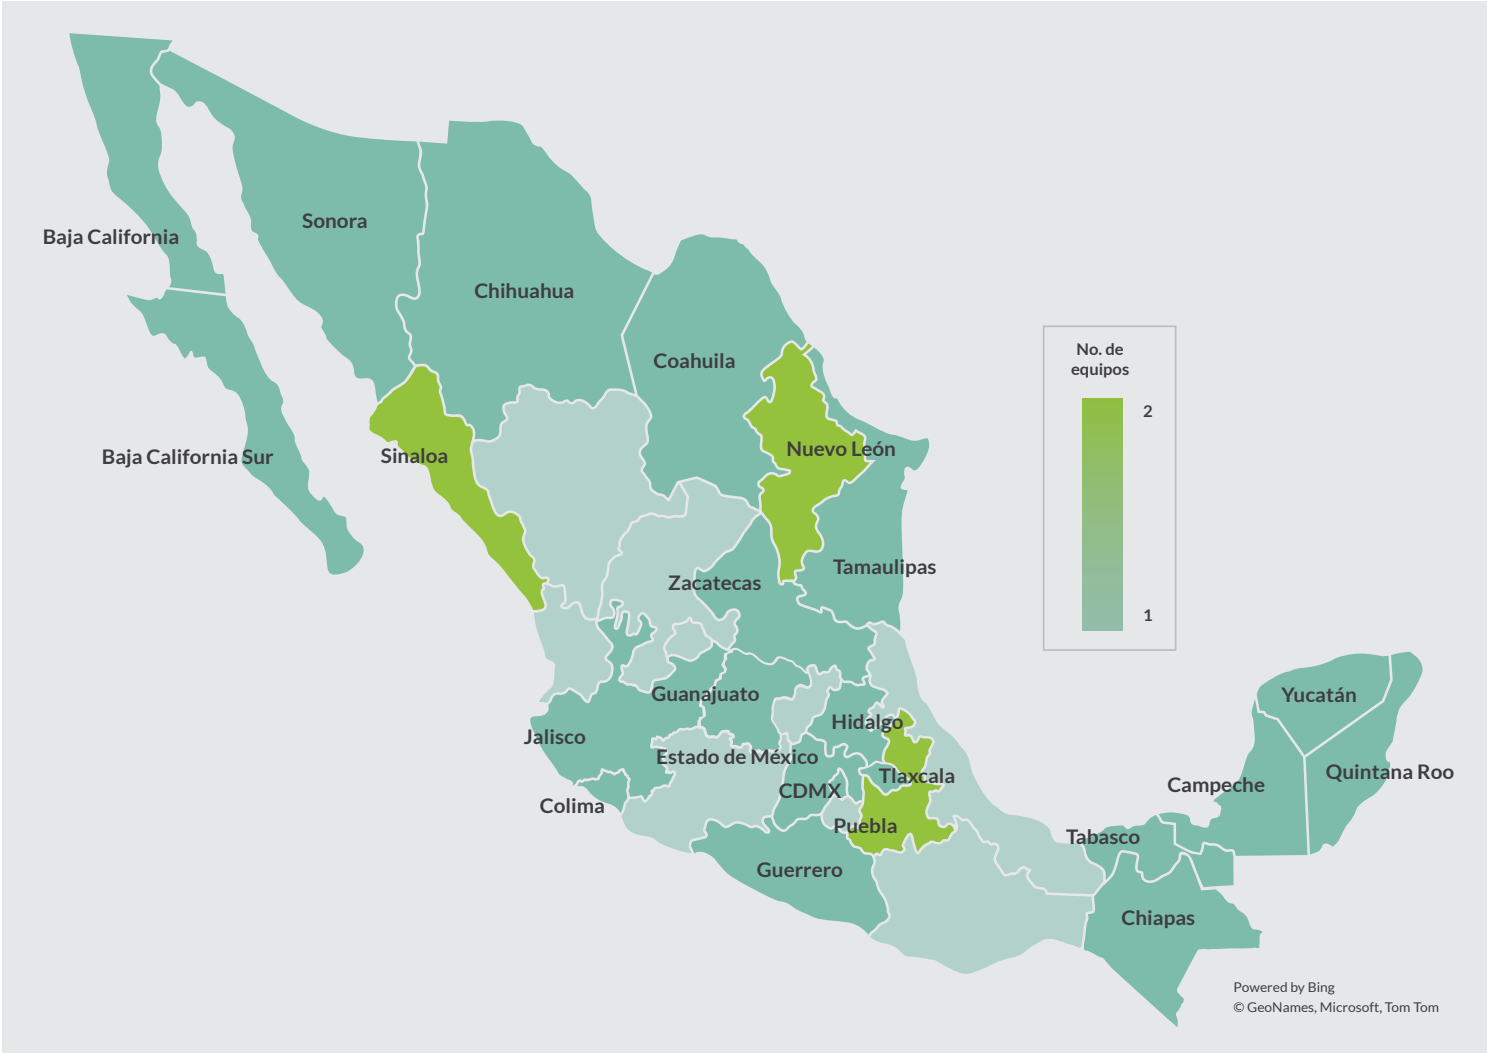 Sonora
Baja California
Chihuahua
Coahuila
No. de
equipos
2
1
Baja California Sur
Sinaloa
Nuevo León
Tamaulipas
Zacatecas
Guanajuato
Hidalgo
Jalisco
Estado de México
Tlaxcala
CDMX
Colima
Puebla
Guerrero
Yucatán
Quintana Roo
Campeche
Tabasco
Chiapas
Powered by Bing
© GeoNames, Microsoft, Tom Tom